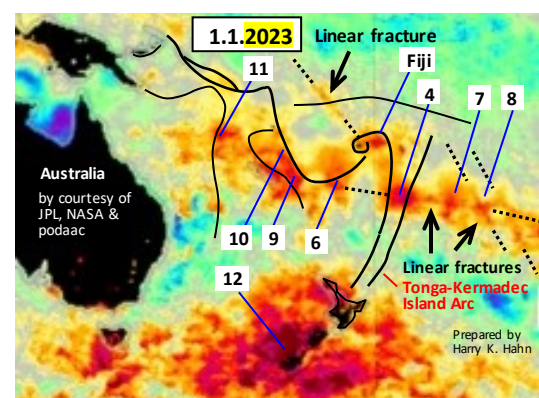 1.1.2023
Linear fracture
Fiji
11
4
7
8
Australia
by courtesy of
JPL, NASA &
podaac
10
9
6
12
Linear fractures
Tonga-Kermadec
Island Arc
Prepared by
Harry K. Hahn